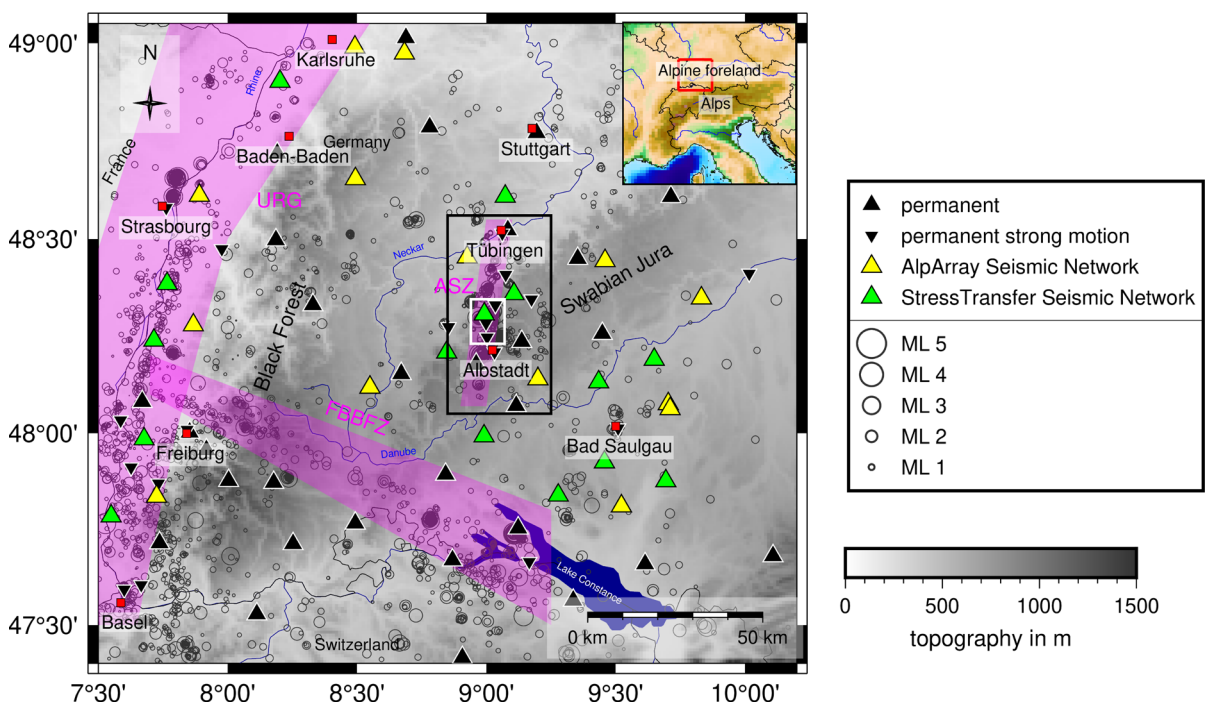 49°00'
48°30'
48°00'
47°30'
7°30'
8°00'
8°30'
9°00'
9°30'
10°00'
N
France
Rhine
Karlsruhe
Germany
Baden-Baden
Stuttgart
URG
Strasbourg
Neckar
Tübingen
ASZ
Swabian Jura
Black Forest
Albstadt
FBBFZ
Danube
Freiburg
Bad Saulgau
Lake Constance
Basel
Switzerland
0 km
50 km
Alpine foreland
Alps
permanent
permanent strong motion
AlpArray Seismic Network
StressTransfer Seismic Network
ML 5
ML 4
ML 3
ML 2
ML 1
0
500
1000
1500
topography in m